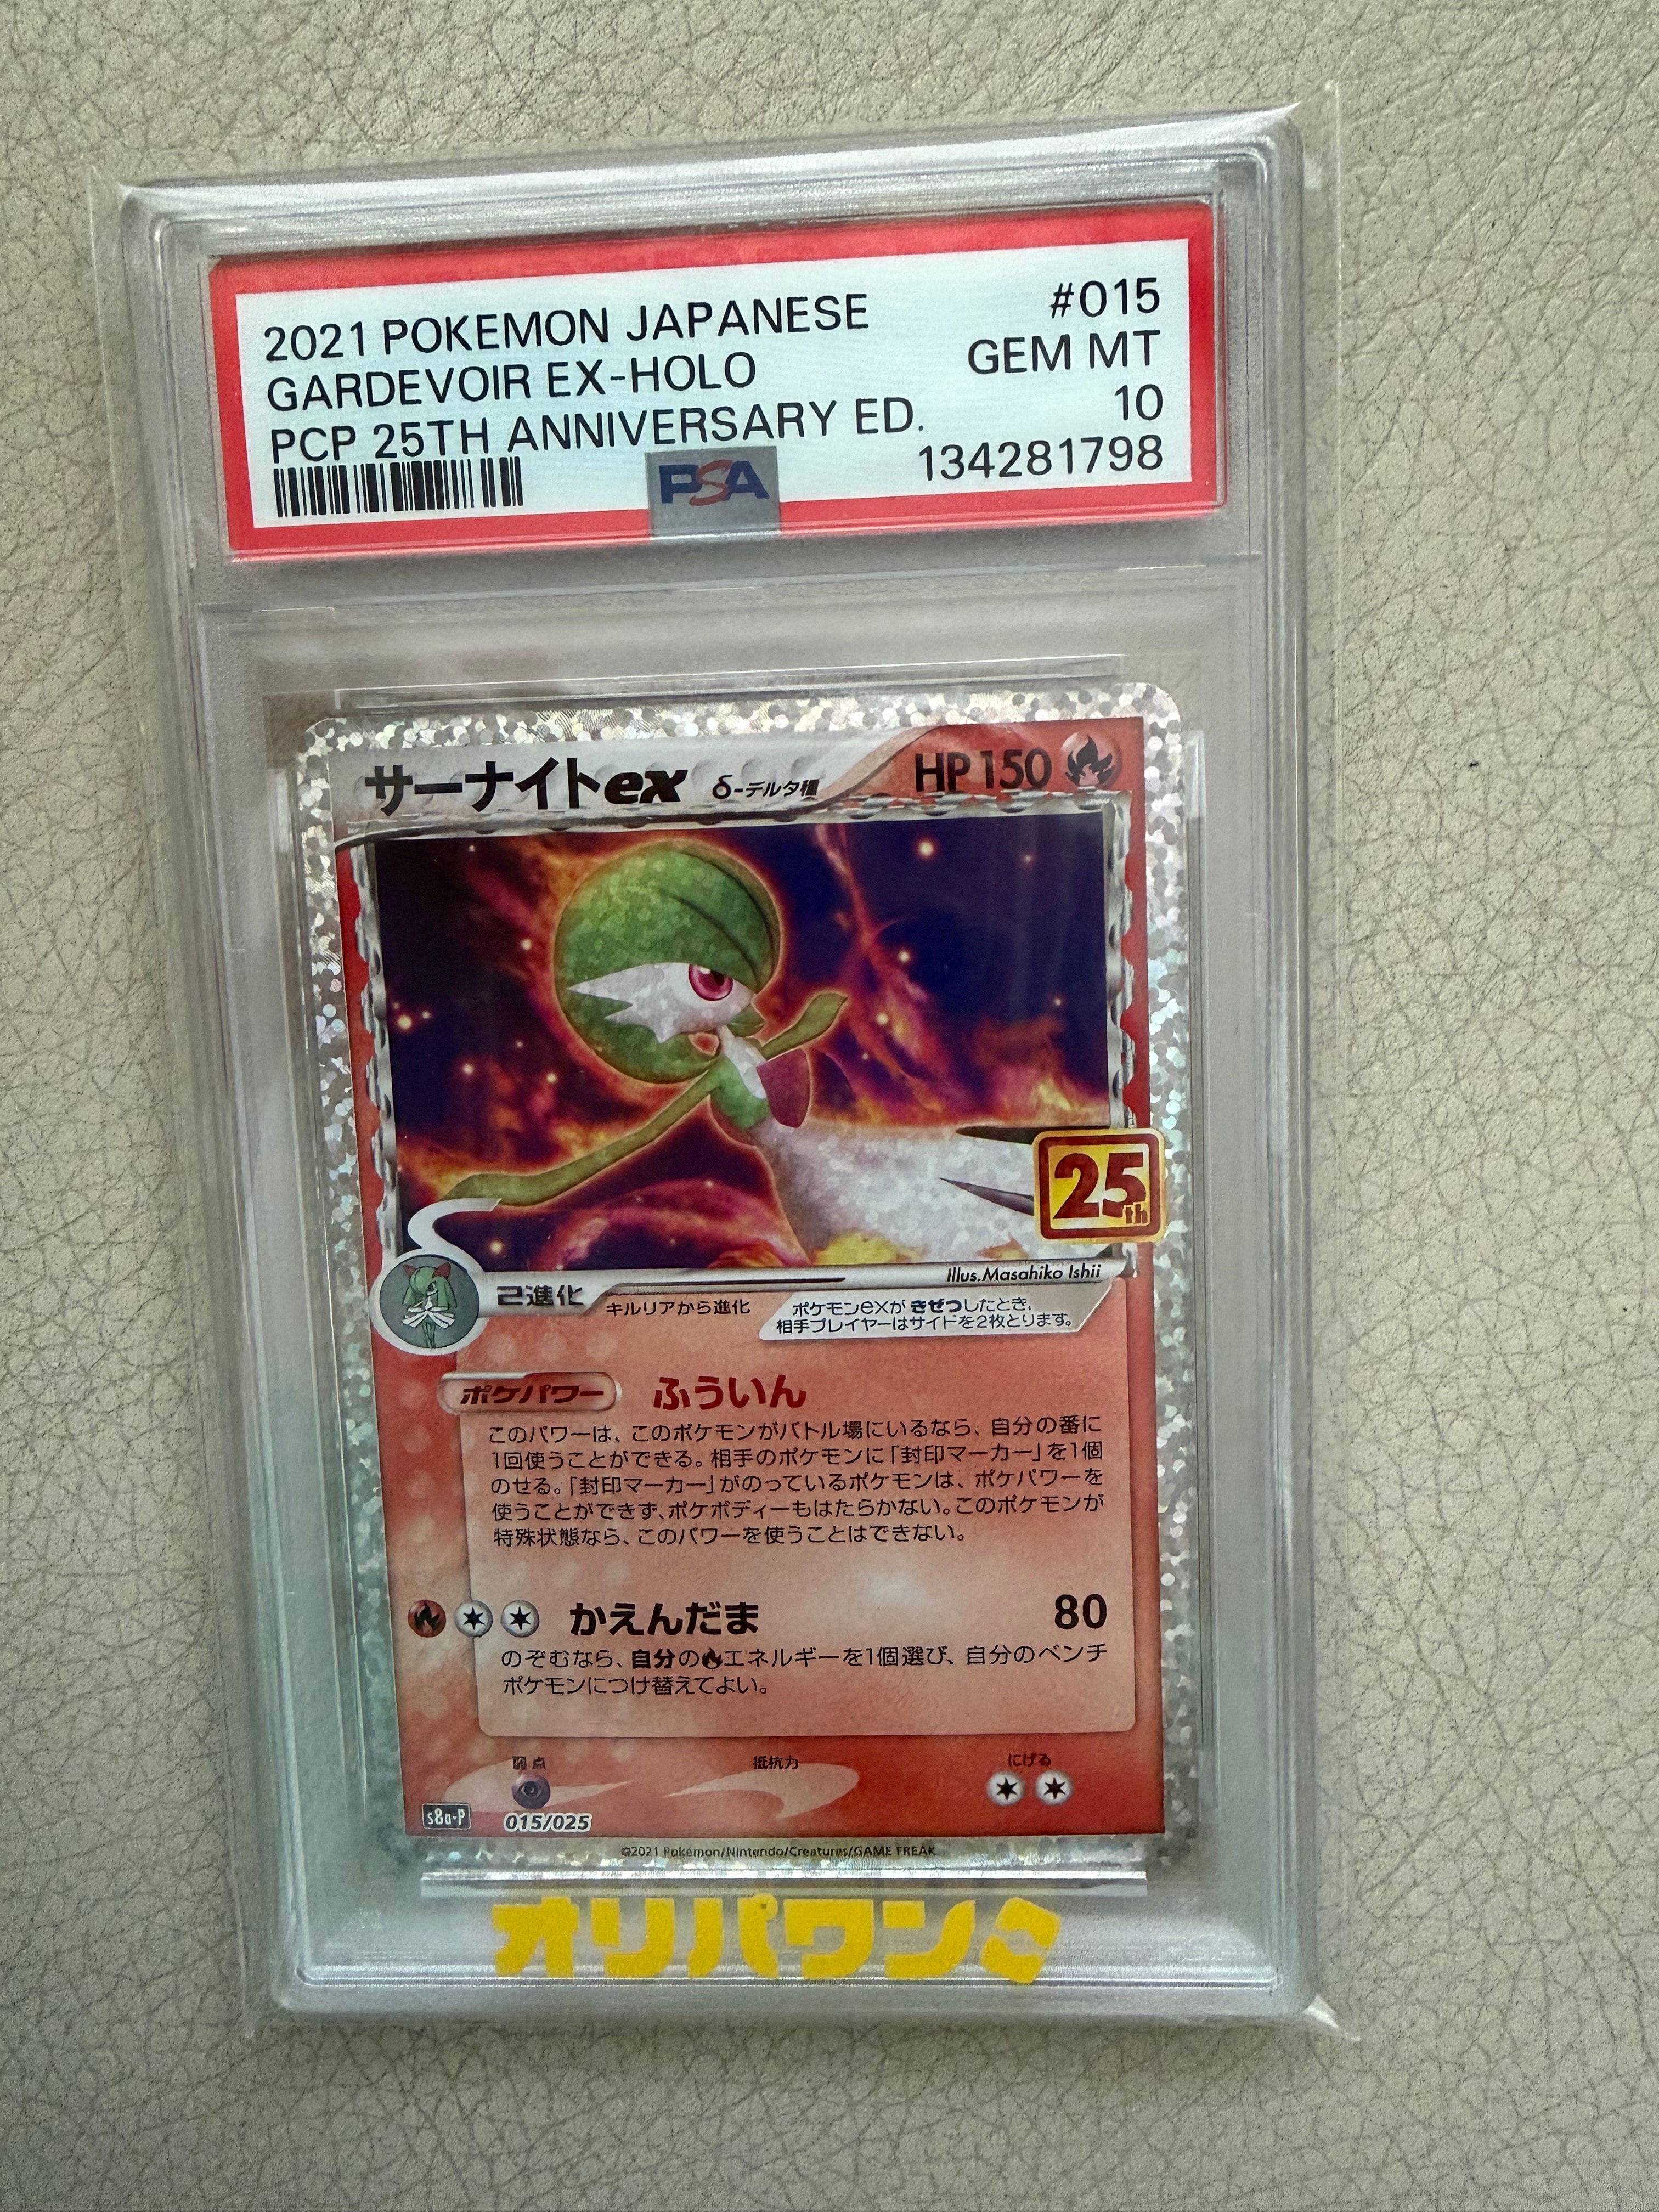 2021 POKEMON JAPANESE #015
GARDEVOIR EX-HOLO GEM MT
PCP 25TH ANNIVERSARY ED. 10
134281798
PSA
サーナイトex δ-デルタ種 HP150
25th
Illus.Masahiko Ishii
2進化 キルリアから進化
ポケモンexがきぜつしたとき、
相手プレイヤーはサイドを2枚とります。
ポケパワー ふういん
このパワーは、このポケモンがバトル場にいるなら、自分の番に
1回使うことができる。相手のポケモンに「封印マーカー」を1個
のせる。「封印マーカー」がのっているポケモンは、ポケパワーを
使うことができず、ポケボディーもはたらかない。このポケモンが
特殊状態なら、このパワーを使うことはできない。
かえんだま 80
のぞむなら、自分のエネルギーを1個選び、自分のベンチ
ポケモンにつけ替えてよい。
弱点 抵抗力 にげる
s8a-P 015/025
©2021 Pokémon/Nintendo/Creatures/GAME FREAK.
オリパワン